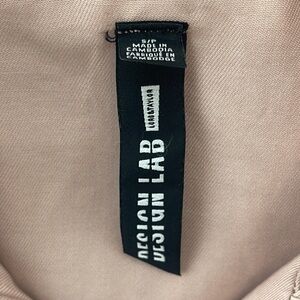 S/P
MADE IN
CAMBODIA
FABRIQUÉ EN
CAMBODGE
LORD & TAYLOR
DESIGN LAB